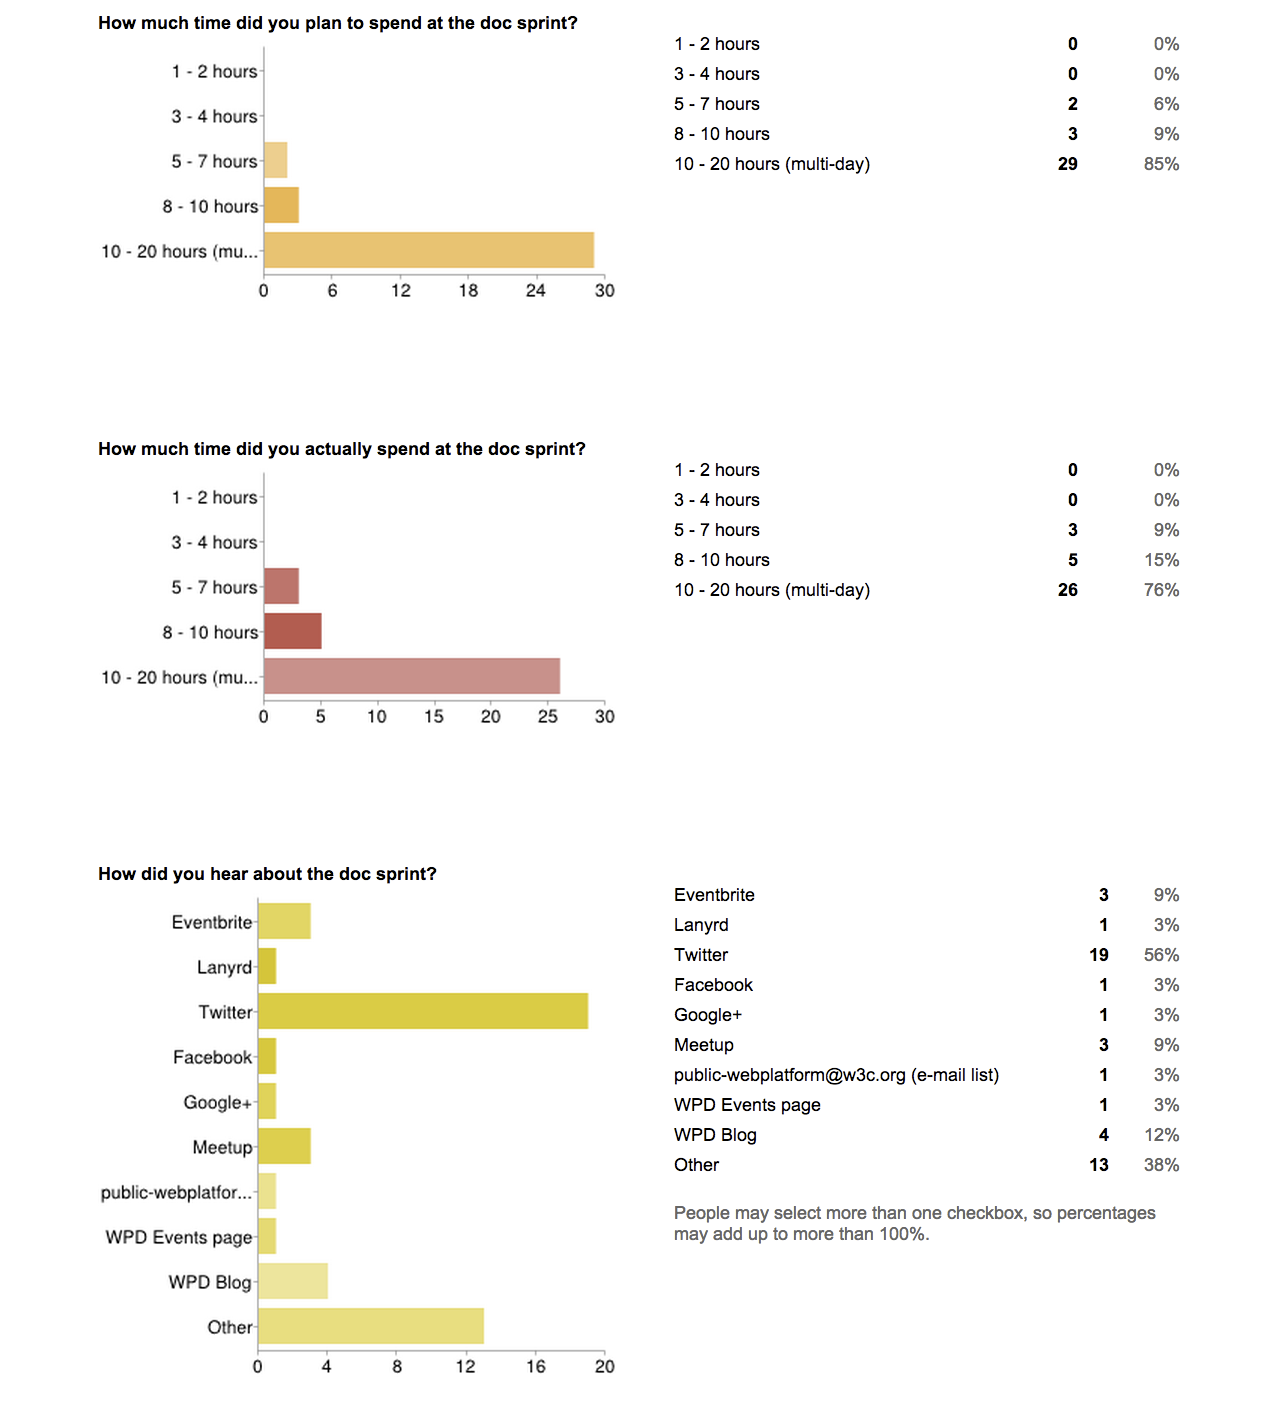 How much time did you plan to spend at the doc sprint?
1 - 2 hours
3 - 4 hours
5 - 7 hours
8 - 10 hours
10 - 20 hours (mu...
0 6 12 18 24 30
1 - 2 hours 0 0%
3 - 4 hours 0 0%
5 - 7 hours 2 6%
8 - 10 hours 3 9%
10 - 20 hours (multi-day) 29 85%
How much time did you actually spend at the doc sprint?
1 - 2 hours
3 - 4 hours
5 - 7 hours
8 - 10 hours
10 - 20 hours (mu...
0 5 10 15 20 25 30
1 - 2 hours 0 0%
3 - 4 hours 0 0%
5 - 7 hours 3 9%
8 - 10 hours 5 15%
10 - 20 hours (multi-day) 26 76%
How did you hear about the doc sprint?
Eventbrite
Lanyrd
Twitter
Facebook
Google+
Meetup
public-webplatfor...
WPD Events page
WPD Blog
Other
0 4 8 12 16 20
Eventbrite 3 9%
Lanyrd 1 3%
Twitter 19 56%
Facebook 1 3%
Google+ 1 3%
Meetup 3 9%
public-webplatform@w3c.org (e-mail list) 1 3%
WPD Events page 1 3%
WPD Blog 4 12%
Other 13 38%
People may select more than one checkbox, so percentages
may add up to more than 100%.